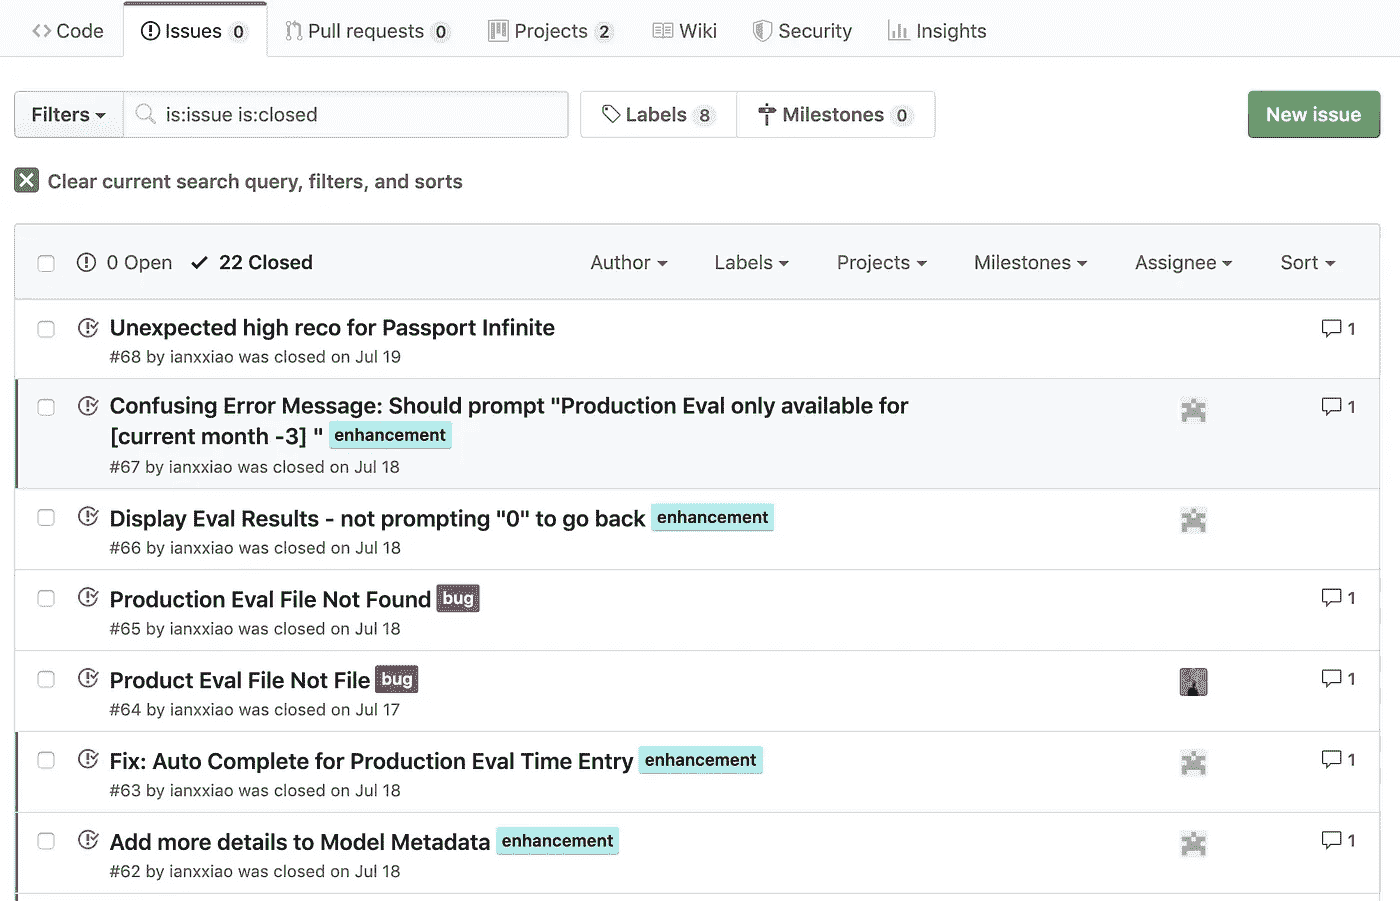 Code Issues 0 Pull requests 0 Projects 2 Wiki Security Insights
Filters is:issue is:closed Labels 8 Milestones 0 New issue
Clear current search query, filters, and sorts
0 Open 22 Closed Author Labels Projects Milestones Assignee Sort
Unexpected high reco for Passport Infinite 1
#68 by ianxxiao was closed on Jul 19
Confusing Error Message: Should prompt "Production Eval only available for 1
[current month -3] " enhancement
#67 by ianxxiao was closed on Jul 18
Display Eval Results - not prompting "0" to go back enhancement
#66 by ianxxiao was closed on Jul 18
Production Eval File Not Found bug 1
#65 by ianxxiao was closed on Jul 18
Product Eval File Not File bug 1
#64 by ianxxiao was closed on Jul 17
Fix: Auto Complete for Production Eval Time Entry enhancement 1
#63 by ianxxiao was closed on Jul 18
Add more details to Model Metadata enhancement 1
#62 by ianxxiao was closed on Jul 18